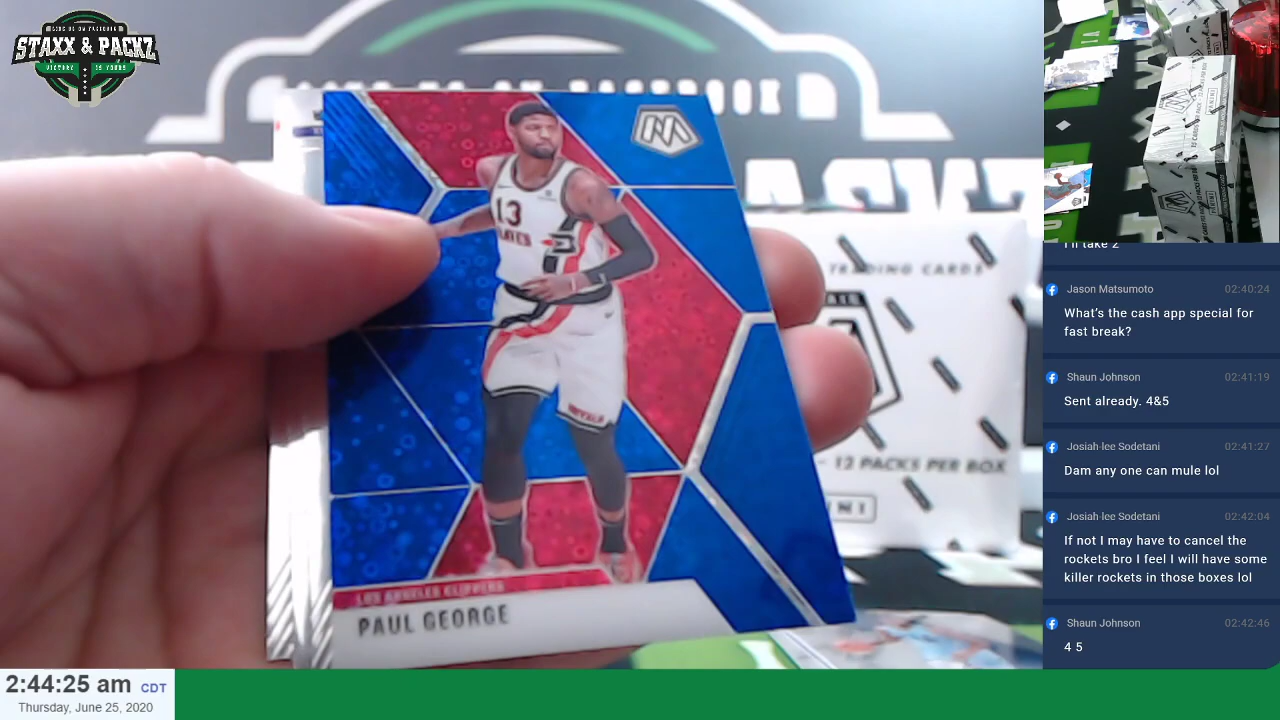 STAXX & PACKZ
VICTORY IS YOURS
13
LOS ANGELES CLIPPERS
PAUL GEORGE
TRADING CARDS
12 PACKS PER BOX
I'll take 2
Jason Matsumoto 02:40:24
What's the cash app special for
fast break?
Shaun Johnson 02:41:19
Sent already. 4&5
Josiah-lee Sodetani 02:41:27
Dam any one can mule lol
Josiah-lee Sodetani 02:42:04
If not I may have to cancel the
rockets bro I feel I will have some
killer rockets in those boxes lol
Shaun Johnson 02:42:46
4 5
2:44:25 am CDT
Thursday, June 25, 2020